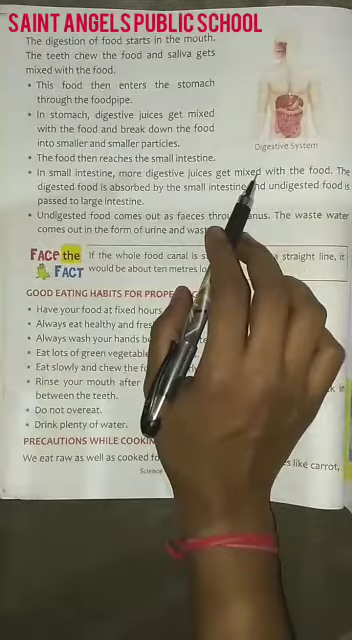 SAINT ANGELS PUBLIC SCHOOL
The digestion of food starts in the mouth.
The teeth chew the food and saliva gets
mixed with the food.
• This food then enters the stomach
through the foodpipe.
• In stomach, digestive juices get mixed
with the food and break down the food
into smaller and smaller particles.
Digestive System
• The food then reaches the small intestine.
• In small intestine, more digestive juices get mixed with the food. The
digested food is absorbed by the small intestine and undigested food is
passed to large intestine.
• Undigested food comes out as faeces through anus. The waste water
comes out in the form of urine and
FACE the FACT
If the whole food canal is a straight line, it
would be about ten metres
GOOD EATING HABITS FOR
• Have your food at fixed hours
• Always eat healthy and
• Always wash your hands
• Eat lots of green
• Eat slowly and chew the
• Rinse your mouth after in
between the teeth.
• Do not overeat.
• Drink plenty of water.
PRECAUTIONS WHILE
We eat raw as well as cooked like carrot,
Science